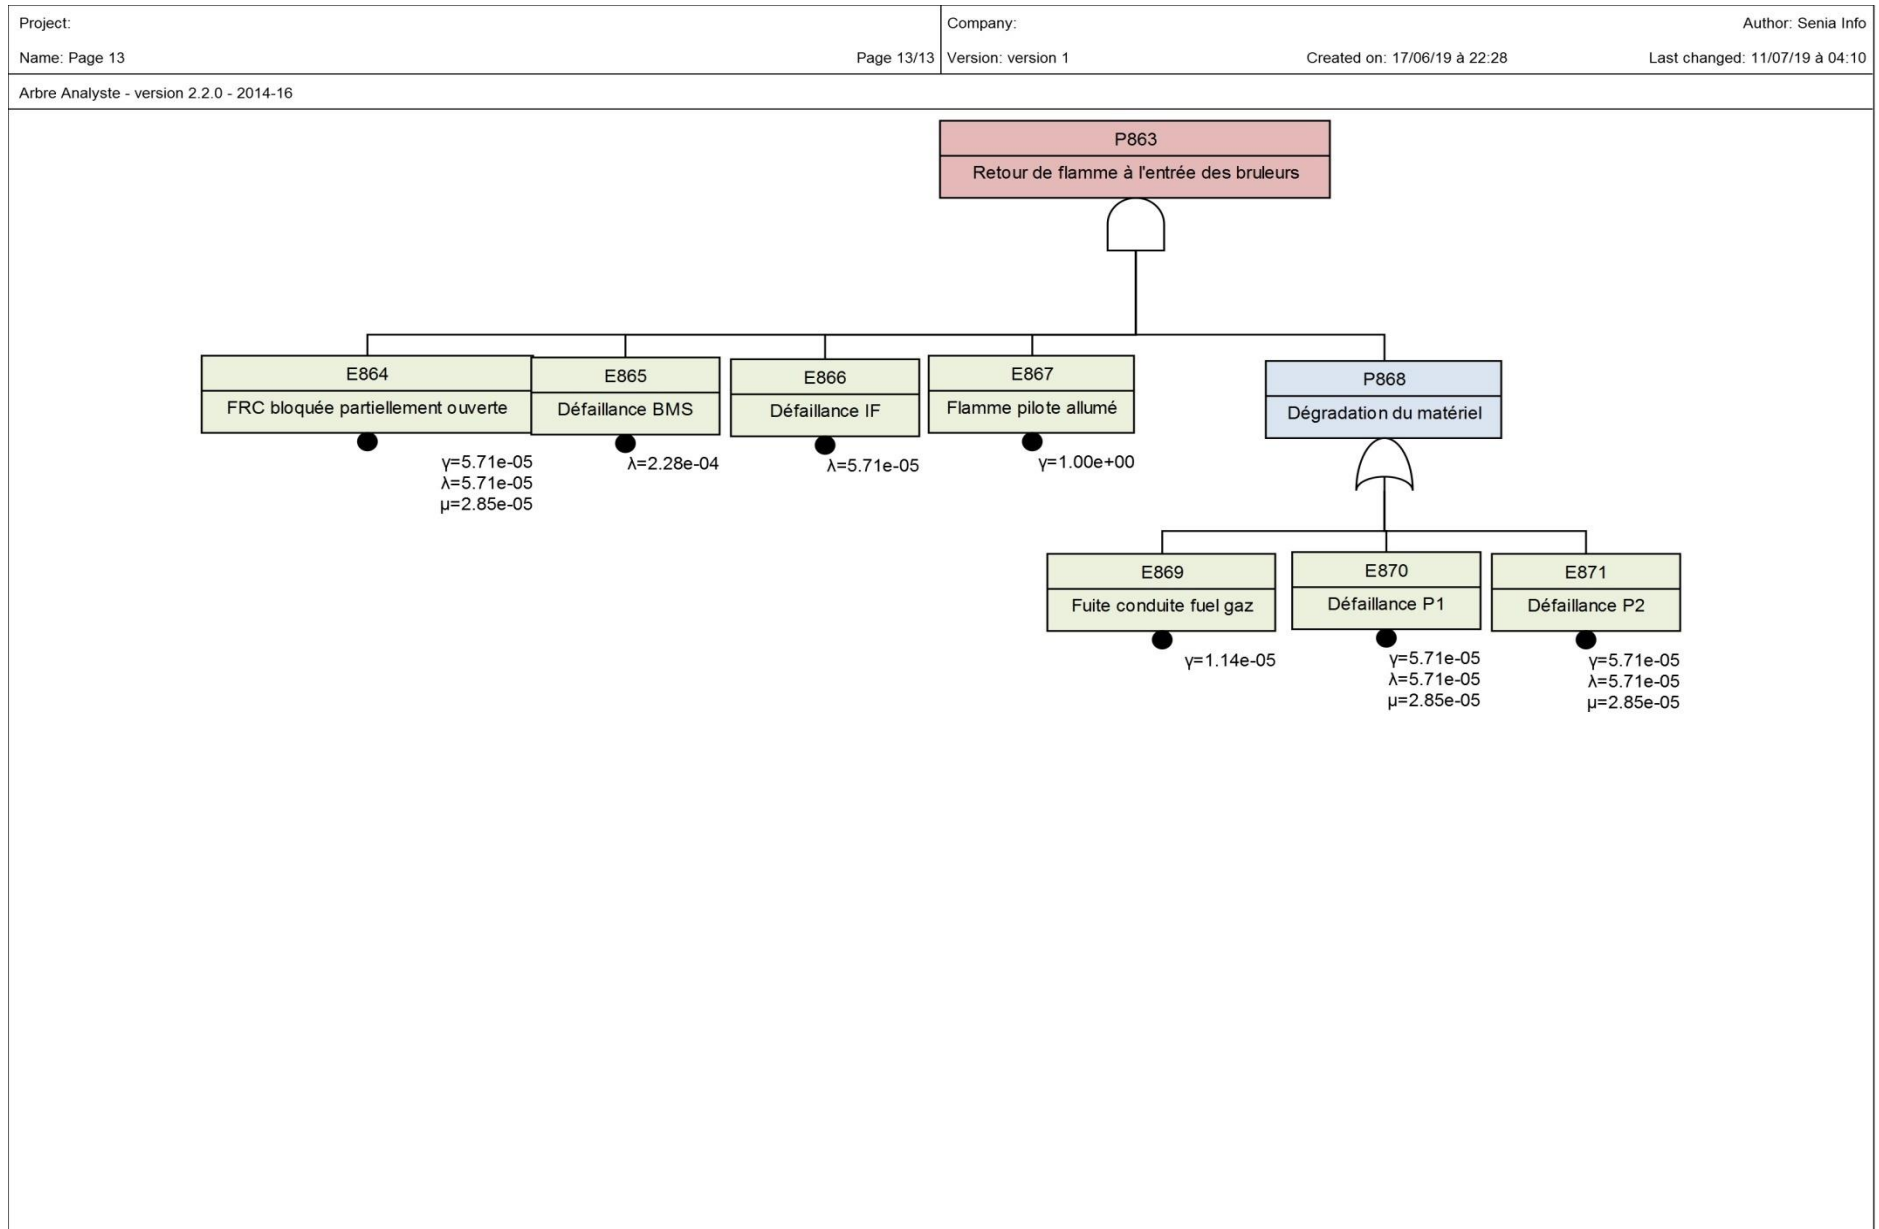 Project:
Company:
Author: Senia Info
Name: Page 13
Page 13/13
Version: version 1
Created on: 17/06/19 à 22:28
Last changed: 11/07/19 à 04:10
Arbre Analyste - version 2.2.0 - 2014-16
P863
Retour de flamme à l'entrée des bruleurs
E864
FRC bloquée partiellement ouverte
γ=5.71e-05
λ=5.71e-05
μ=2.85e-05
E865
Défaillance BMS
λ=2.28e-04
E866
Défaillance IF
λ=5.71e-05
E867
Flamme pilote allumé
γ=1.00e+00
P868
Dégradation du matériel
E869
Fuite conduite fuel gaz
γ=1.14e-05
E870
Défaillance P1
γ=5.71e-05
λ=5.71e-05
μ=2.85e-05
E871
Défaillance P2
γ=5.71e-05
λ=5.71e-05
μ=2.85e-05